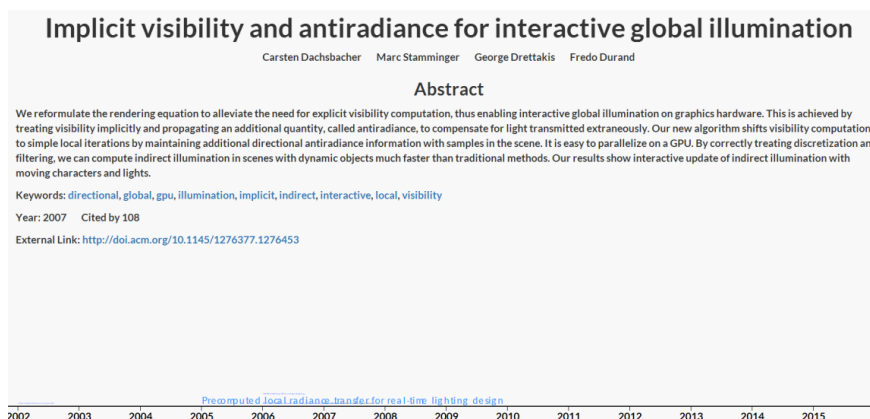 Implicit visibility and antiradiance for interactive global illumination
Carsten Dachsbacher Marc Stamminger George Drettakis Fredo Durand
Abstract
We reformulate the rendering equation to alleviate the need for explicit visibility computation, thus enabling interactive global illumination on graphics hardware. This is achieved by
treating visibility implicitly and propagating an additional quantity, called antiradiance, to compensate for light transmitted extraneously. Our new algorithm shifts visibility computation
to simple local iterations by maintaining additional directional antiradiance information with samples in the scene. It is easy to parallelize on a GPU. By correctly treating discretization an
filtering, we can compute indirect illumination in scenes with dynamic objects much faster than traditional methods. Our results show interactive update of indirect illumination with
moving characters and lights.
Keywords: directional, global, gpu, illumination, implicit, indirect, interactive, local, visibility
Year: 2007 Cited by 108
External Link: http://doi.acm.org/10.1145/1276377.1276453
Precomputed local radiance transfer for real-time lighting design
2002 2003 2004 2005 2006 2007 2008 2009 2010 2011 2012 2013 2014 2015